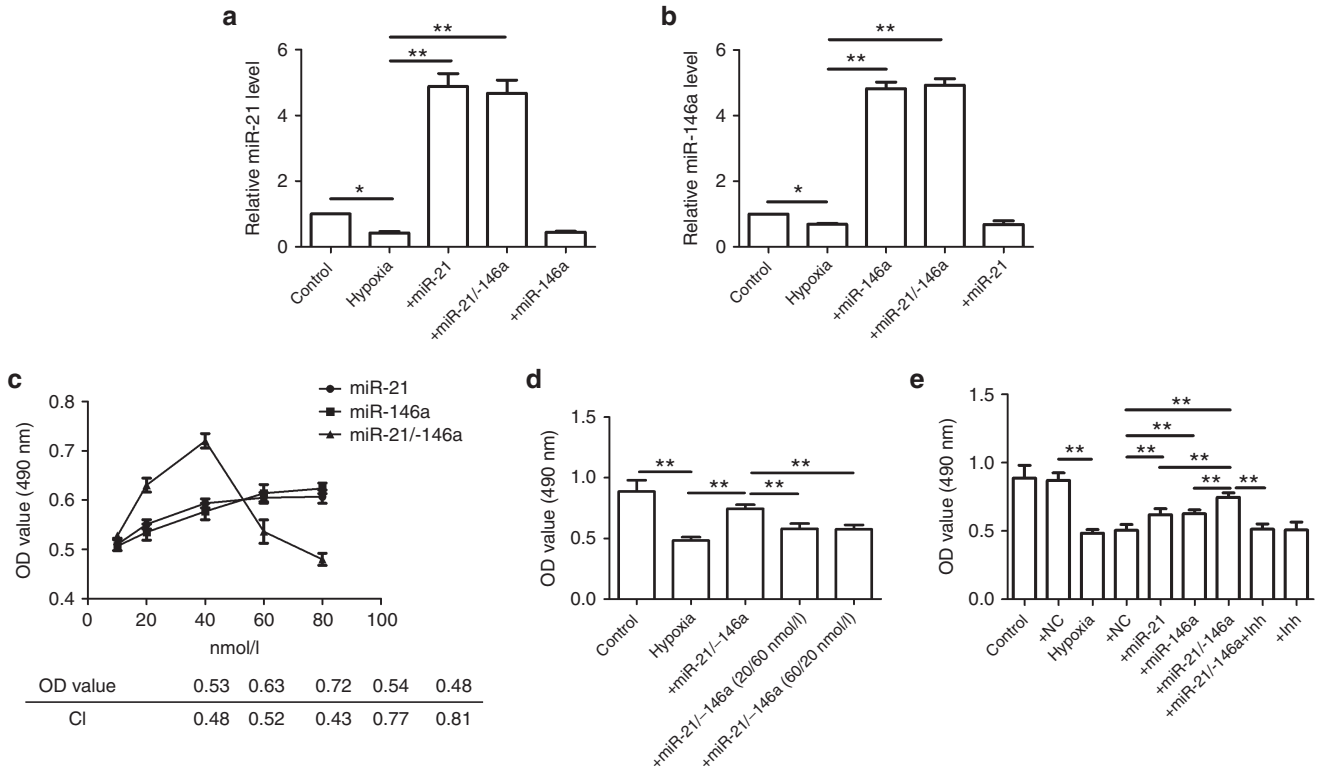 a
Relative miR-21 level
6
4
2
0
*
**
**
Control
Hypoxia
+miR-21
+miR-21/-146a
+miR-146a
b
Relative miR-146a level
6
4
2
0
*
**
**
Control
Hypoxia
+miR-146a
+miR-21/-146a
+miR-21
c
miR-21
miR-146a
miR-21/-146a
OD value (490 nm)
0.8
0.7
0.6
0.5
0.4
0 20 40 60 80 100
nmol/l
OD value 0.53 0.63 0.72 0.54 0.48
CI 0.48 0.52 0.43 0.77 0.81
d
OD value (490 nm)
1.5
1.0
0.5
0.0
**
**
**
**
Control
Hypoxia
+miR-21/−146a
+miR-21/−146a (20/60 nmol/l)
+miR-21/−146a (60/20 nmol/l)
e
OD value (490 nm)
1.5
1.0
0.5
0.0
**
**
**
**
**
** **
Control
+NC
Hypoxia
+NC
+miR-21
+miR-146a
+miR-21/-146a
+miR-21/-146a+Inh
+Inh